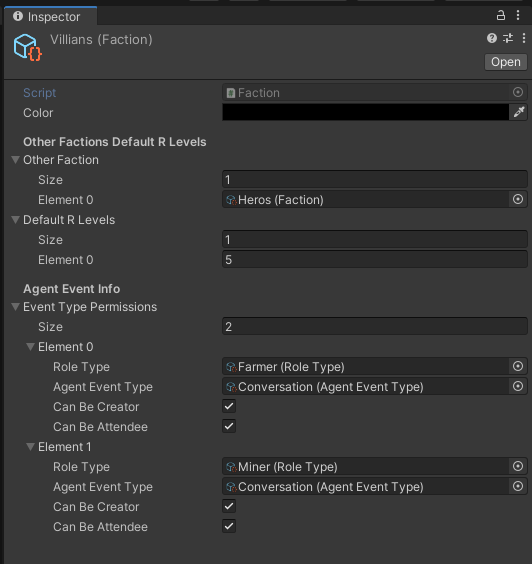 Inspector
Villians (Faction)
Open
Script Faction
Color
Other Factions Default R Levels
Other Faction
Size 1
Element 0 Heros (Faction)
Default R Levels
Size 1
Element 0 5
Agent Event Info
Event Type Permissions
Size 2
Element 0
Role Type Farmer (Role Type)
Agent Event Type Conversation (Agent Event Type)
Can Be Creator
Can Be Attendee
Element 1
Role Type Miner (Role Type)
Agent Event Type Conversation (Agent Event Type)
Can Be Creator
Can Be Attendee